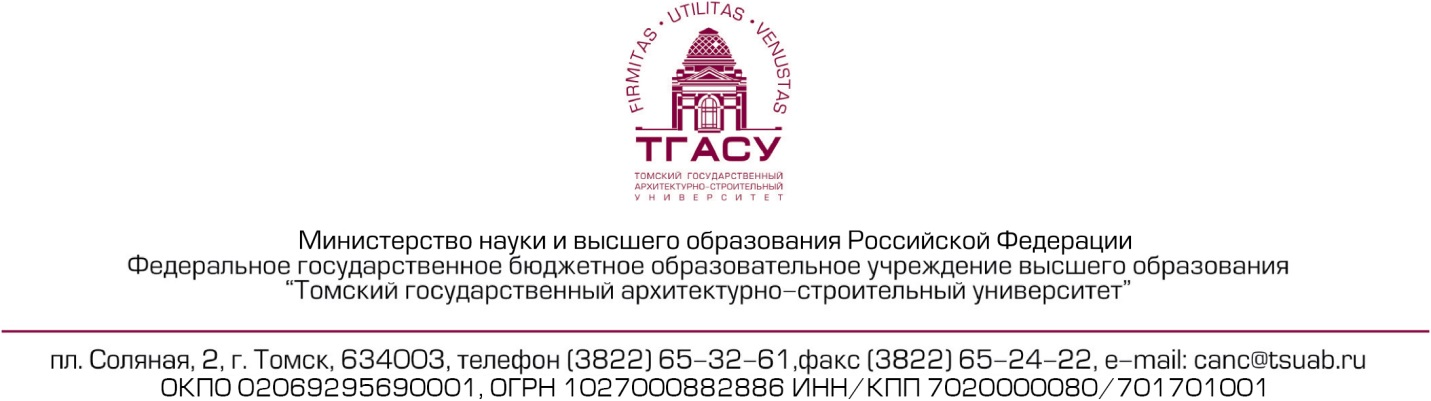 FIRMITAS • UTILITAS • VENUSTAS
ТГАСУ
ТОМСКИЙ ГОСУДАРСТВЕННЫЙ
АРХИТЕКТУРНО-СТРОИТЕЛЬНЫЙ
УНИВЕРСИТЕТ
Министерство науки и высшего образования Российской Федерации
Федеральное государственное бюджетное образовательное учреждение высшего образования
“Томский государственный архитектурно-строительный университет”
пл. Соляная, 2, г. Томск, 634003, телефон (3822) 65-32-61,факс (3822) 65-24-22, e-mail: canc@tsuab.ru
ОКПО 02069295690001, ОГРН 1027000882886 ИНН/КПП 7020000080/701701001